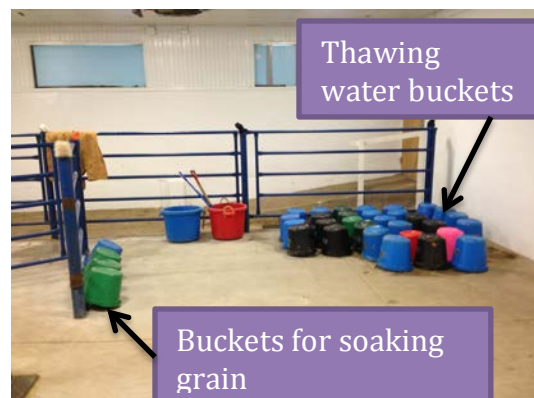 Thawing
water buckets
Buckets for soaking
grain